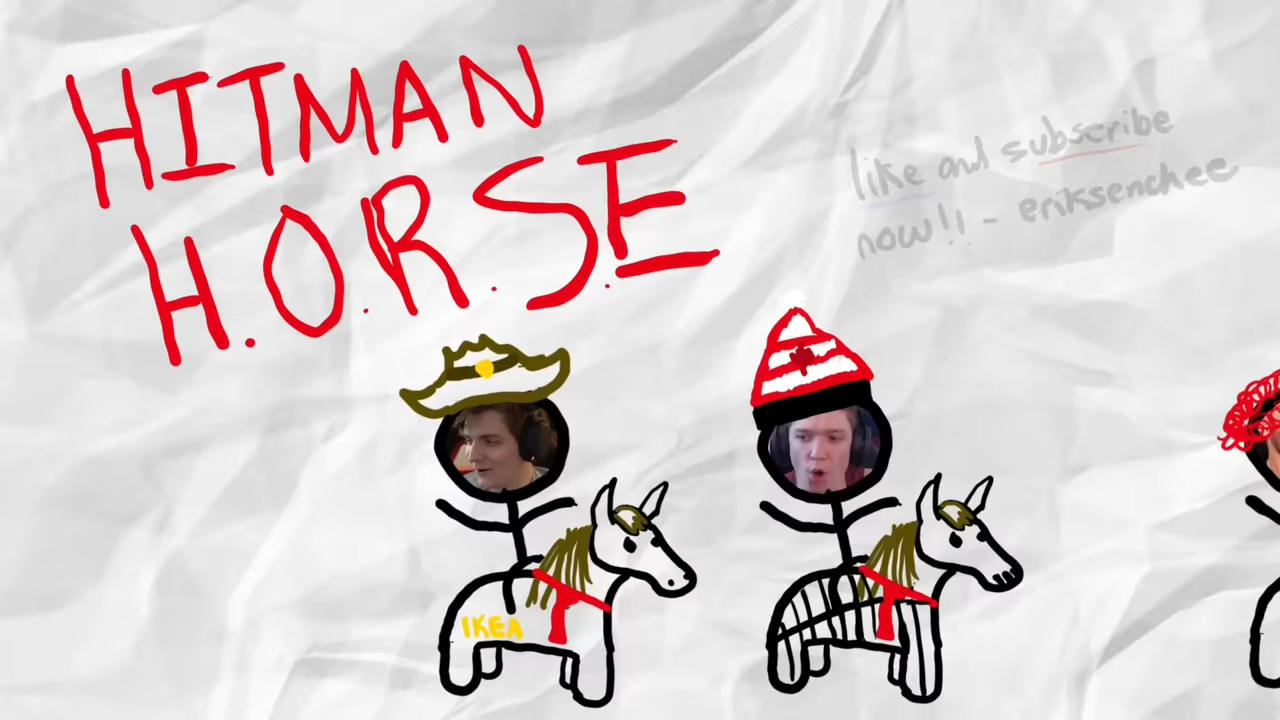 HITMAN
H.O.R.S.E
like and subscribe
now!! - eriksenchee
IKEA